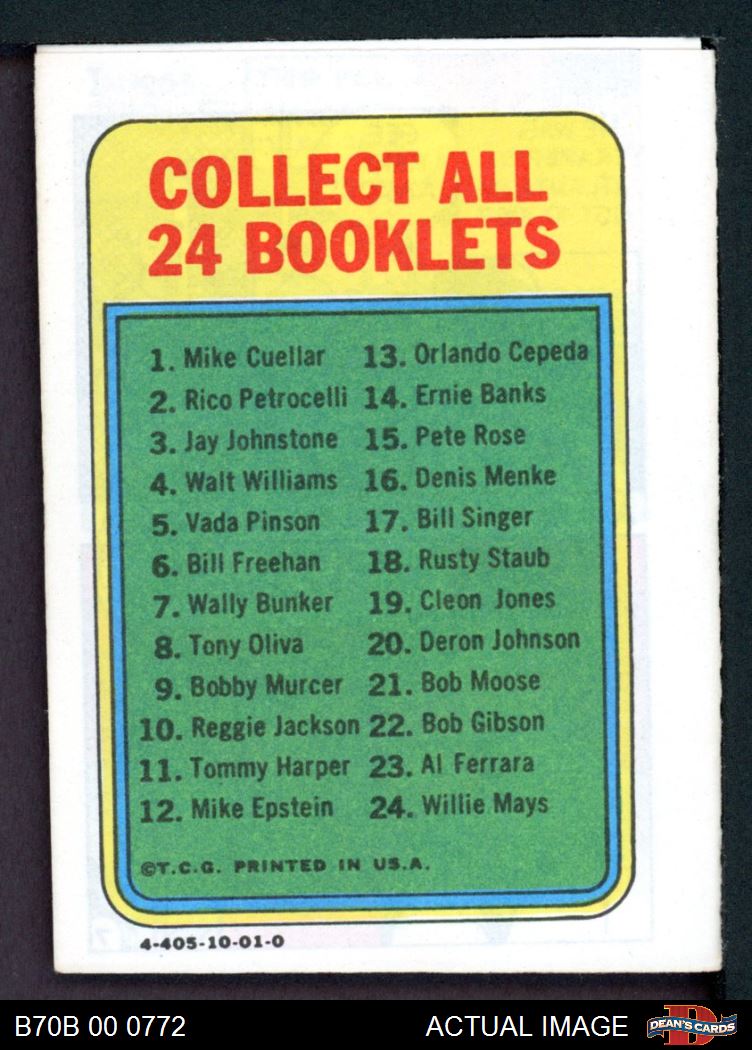 COLLECT ALL
24 BOOKLETS
1. Mike Cuellar
2. Rico Petrocelli
3. Jay Johnstone
4. Walt Williams
5. Vada Pinson
6. Bill Freehan
7. Wally Bunker
8. Tony Oliva
9. Bobby Murcer
10. Reggie Jackson
11. Tommy Harper
12. Mike Epstein
13. Orlando Cepeda
14. Ernie Banks
15. Pete Rose
16. Denis Menke
17. Bill Singer
18. Rusty Staub
19. Cleon Jones
20. Deron Johnson
21. Bob Moose
22. Bob Gibson
23. Al Ferrara
24. Willie Mays
©T.C.G. PRINTED IN U.S.A.
4-405-10-01-0
B70B 00 0772
ACTUAL IMAGE
D
DEAN'S CARDS